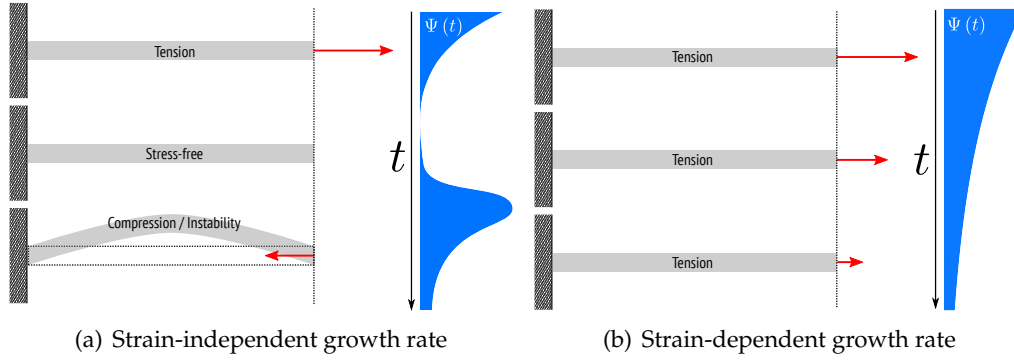 Tension
Ψ (t)
Stress-free
t
Compression / Instability
(a) Strain-independent growth rate
Tension
Ψ (t)
Tension
t
Tension
(b) Strain-dependent growth rate